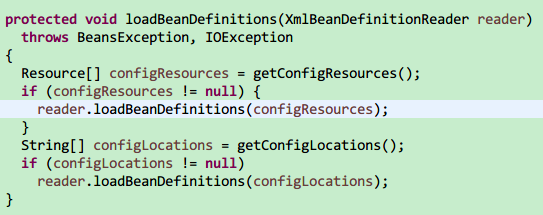 protected void loadBeanDefinitions(XmlBeanDefinitionReader reader)
  throws BeansException, IOException
{
  Resource[] configResources = getConfigResources();
  if (configResources != null) {
    reader.loadBeanDefinitions(configResources);
  }
  String[] configLocations = getConfigLocations();
  if (configLocations != null)
    reader.loadBeanDefinitions(configLocations);
}